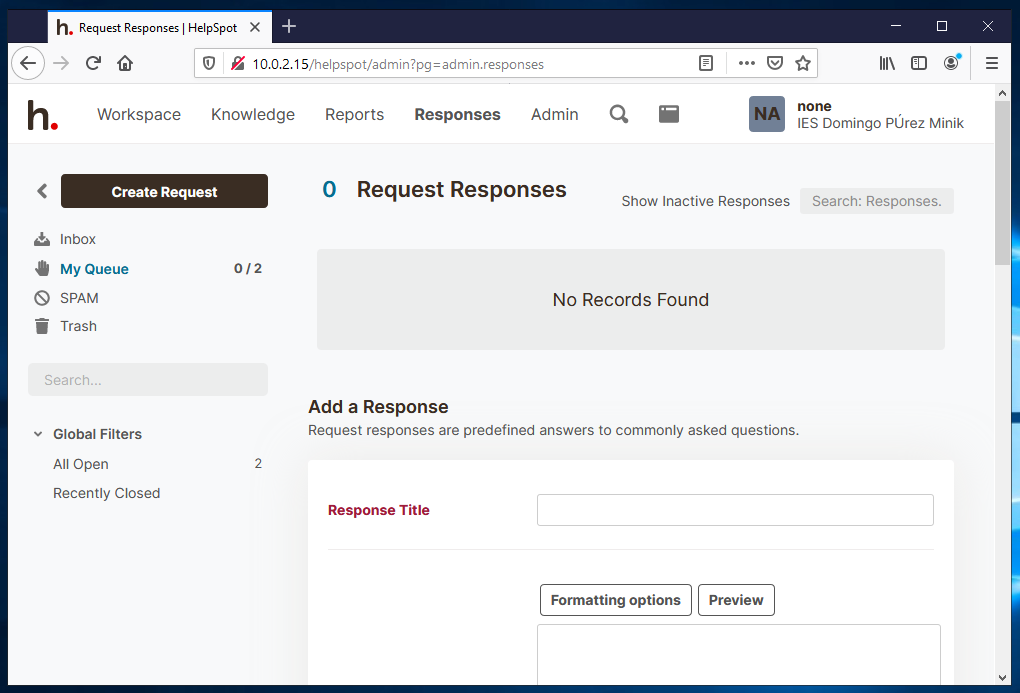 h. Request Responses | HelpSpot
10.0.2.15/helpspot/admin?pg=admin.responses
h.
Workspace Knowledge Reports Responses Admin
NA
none
IES Domingo PÚrez Minik
Create Request
Inbox
My Queue 0 / 2
SPAM
Trash
Search...
Global Filters
All Open 2
Recently Closed
0 Request Responses
Show Inactive Responses
Search: Responses.
No Records Found
Add a Response
Request responses are predefined answers to commonly asked questions.
Response Title
Formatting options Preview